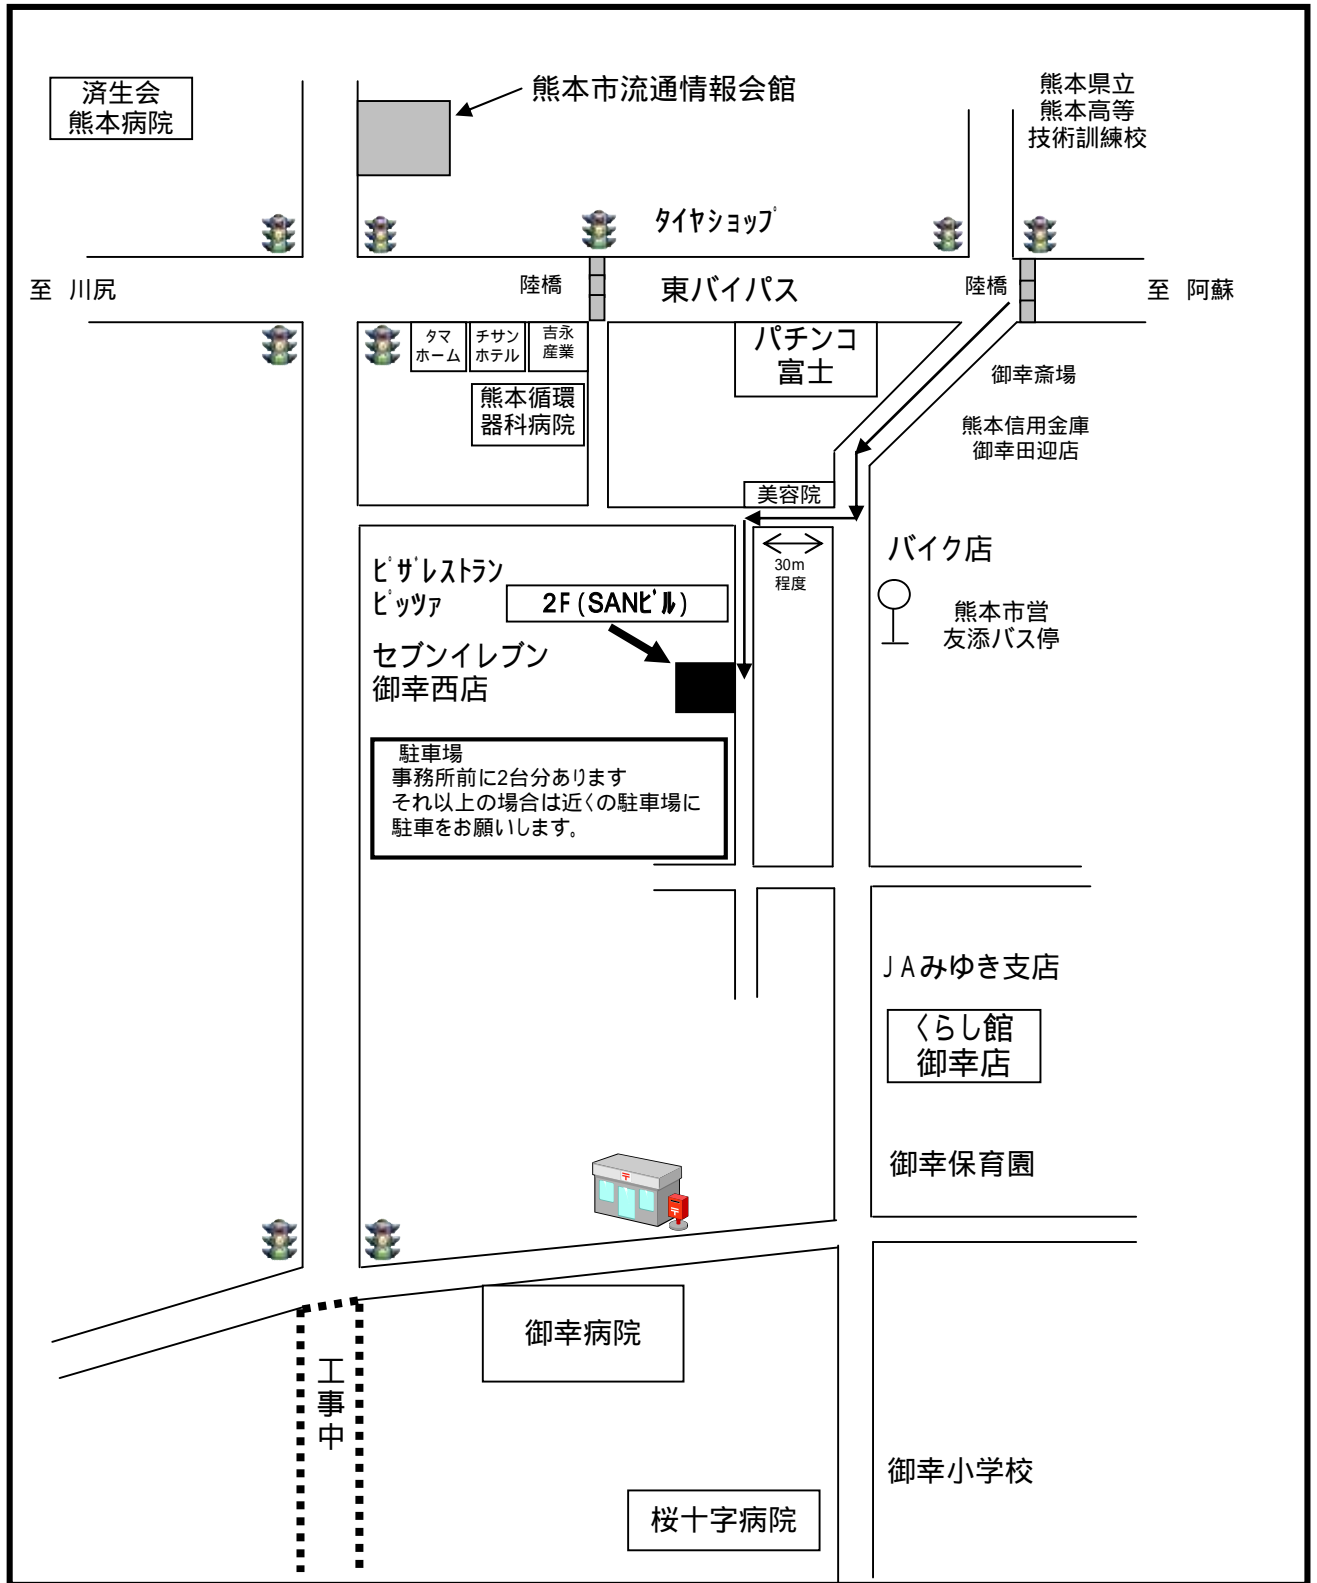 済生会
熊本病院
熊本市流通情報会館
熊本県立
熊本高等
技術訓練校
タイヤショップ
至 川尻
陸橋
東バイパス
陸橋
至 阿蘇
タマ
ホーム
チサン
ホテル
吉永
産業
パチンコ
富士
熊本循環
器科病院
御幸斎場
熊本信用金庫
御幸田迎店
美容院
30m
程度
バイク店
ピザレストラン
ピッツァ
2F(SANビル)
熊本市営
友添バス停
セブンイレブン
御幸西店
駐車場
事務所前に2台分あります
それ以上の場合は近くの駐車場に
駐車をお願いします。
JAみゆき支店
くらし館
御幸店
御幸保育園
〒
〒
御幸病院
工事中
御幸小学校
桜十字病院